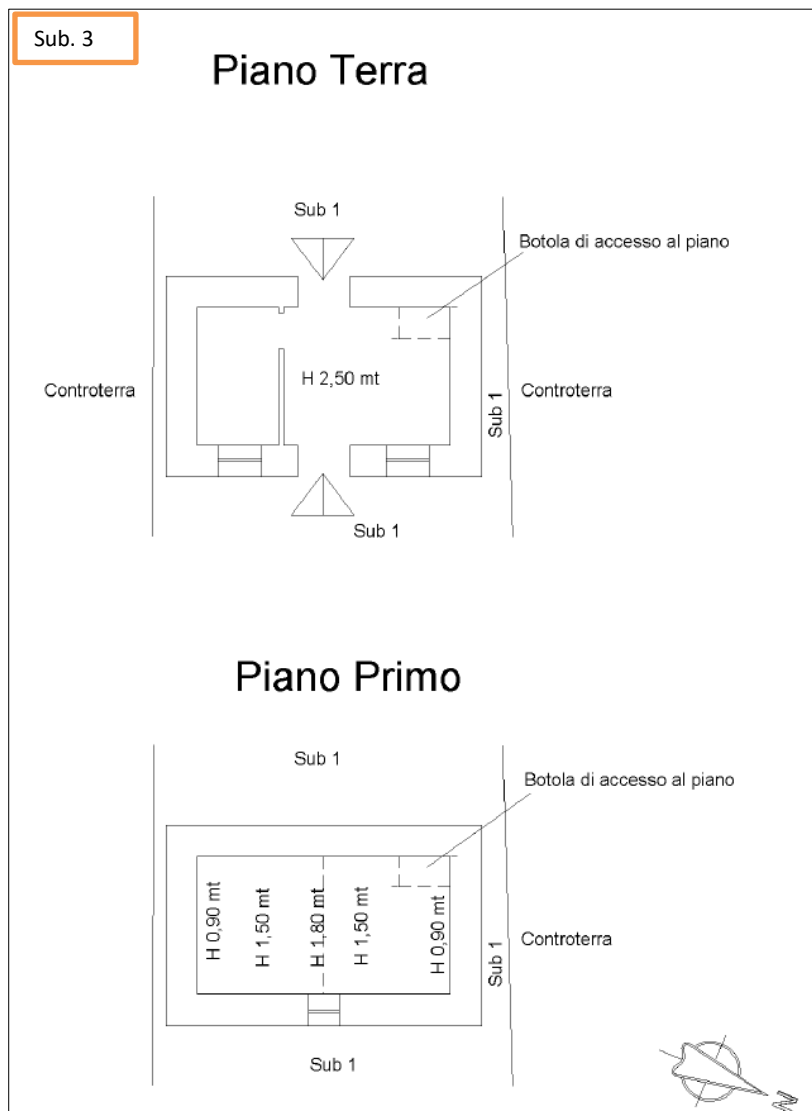 Sub. 3
Piano Terra
Sub 1
Botola di accesso al piano
H 2,50 mt
Controterra
Sub 1
Controterra
Sub 1
Piano Primo
Sub 1
Botola di accesso al piano
H 0,90 mt
H 1,50 mt
H 1,80 mt
H 1,50 mt
H 0,90 mt
Sub 1
Controterra
Sub 1
N